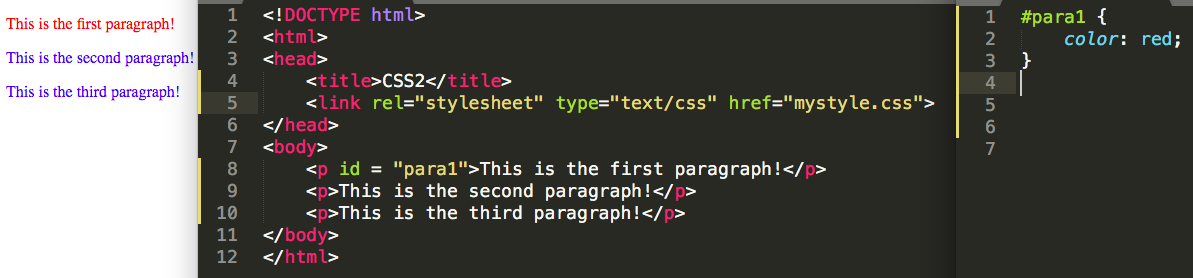 This is the first paragraph!
This is the second paragraph!
This is the third paragraph!
1 <!DOCTYPE html>
2 <html>
3 <head>
4     <title>CSS2</title>
5     <link rel="stylesheet" type="text/css" href="mystyle.css">
6 </head>
7 <body>
8     <p id = "para1">This is the first paragraph!</p>
9     <p>This is the second paragraph!</p>
10     <p>This is the third paragraph!</p>
11 </body>
12 </html>
1 #para1 {
2     color: red;
3 }
4
5
6
7